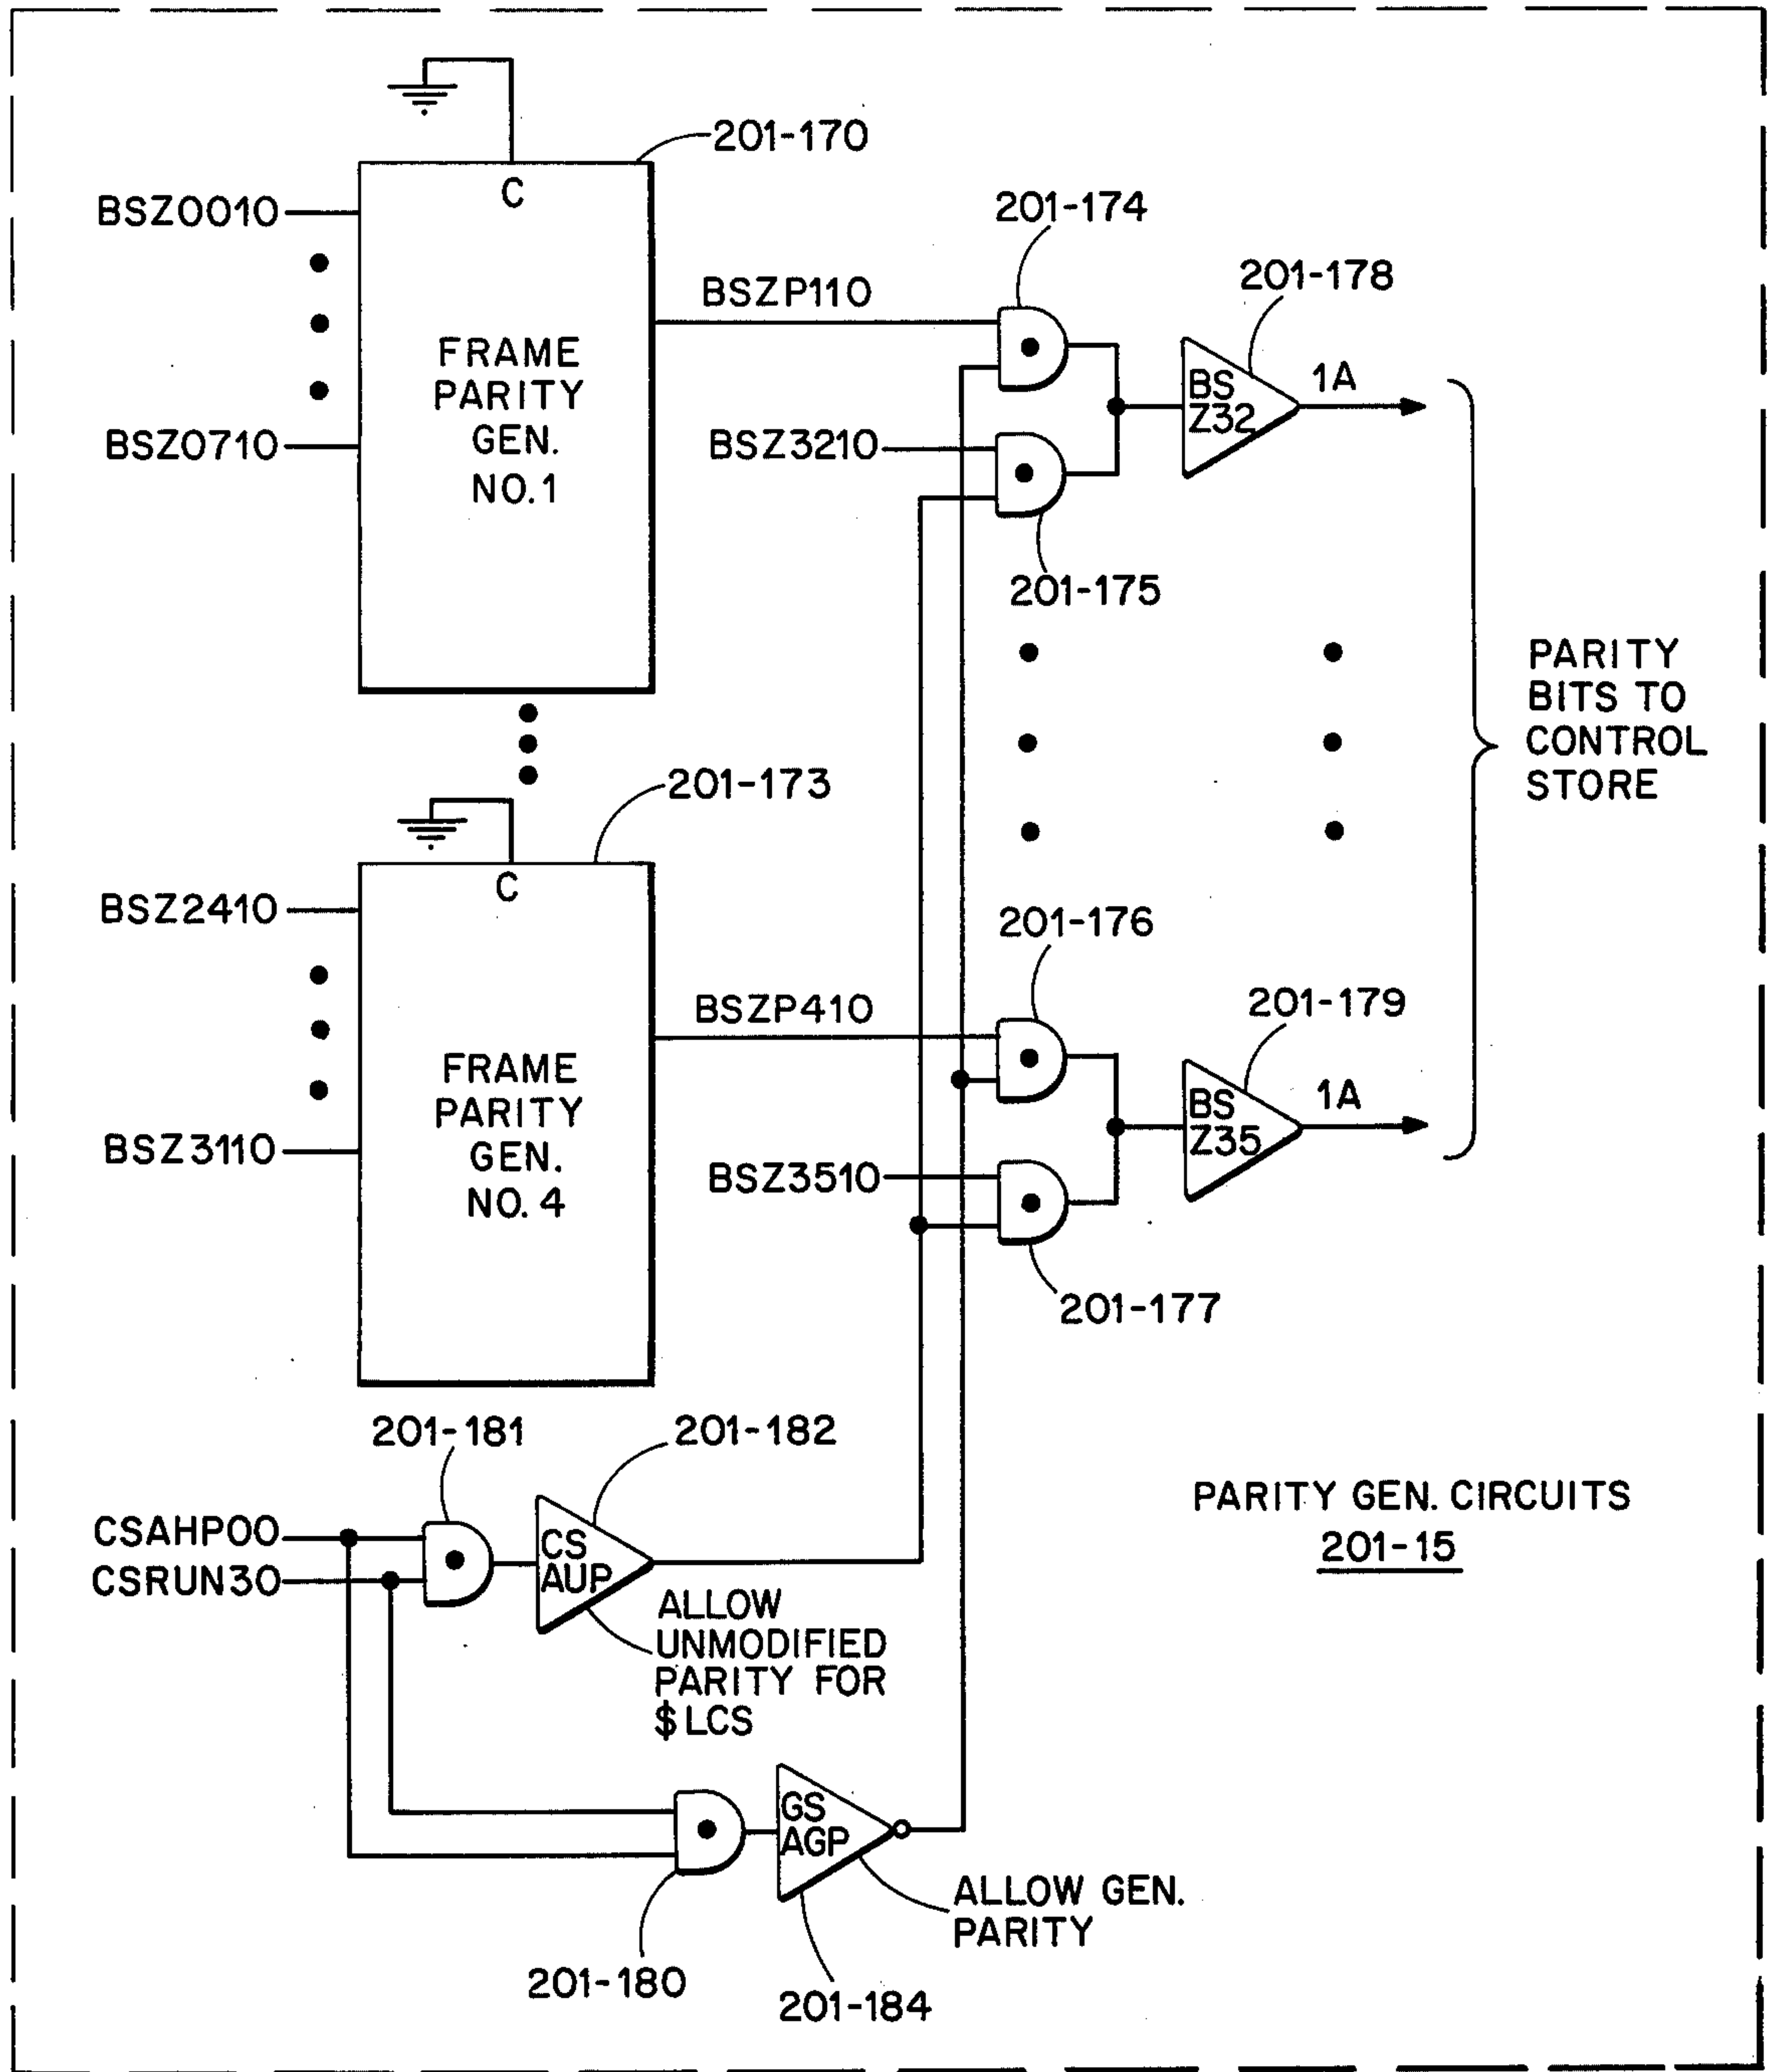 201-170
C
BSZ0010
201-174
201-178
BSZP110
FRAME
PARITY
GEN.
NO.1
BS
Z32
1A
BSZ0710
BSZ3210
201-175
PARITY
BITS TO
CONTROL
STORE
201-173
C
BSZ2410
201-176
201-179
BSZP410
FRAME
PARITY
GEN.
NO.4
BS
Z35
1A
BSZ3110
BSZ3510
201-177
201-181
201-182
PARITY GEN. CIRCUITS
201-15
CSAHP00
CSRUN30
CS
AUP
ALLOW
UNMODIFIED
PARITY FOR
$LCS
GS
AGP
ALLOW GEN.
PARITY
201-180
201-184